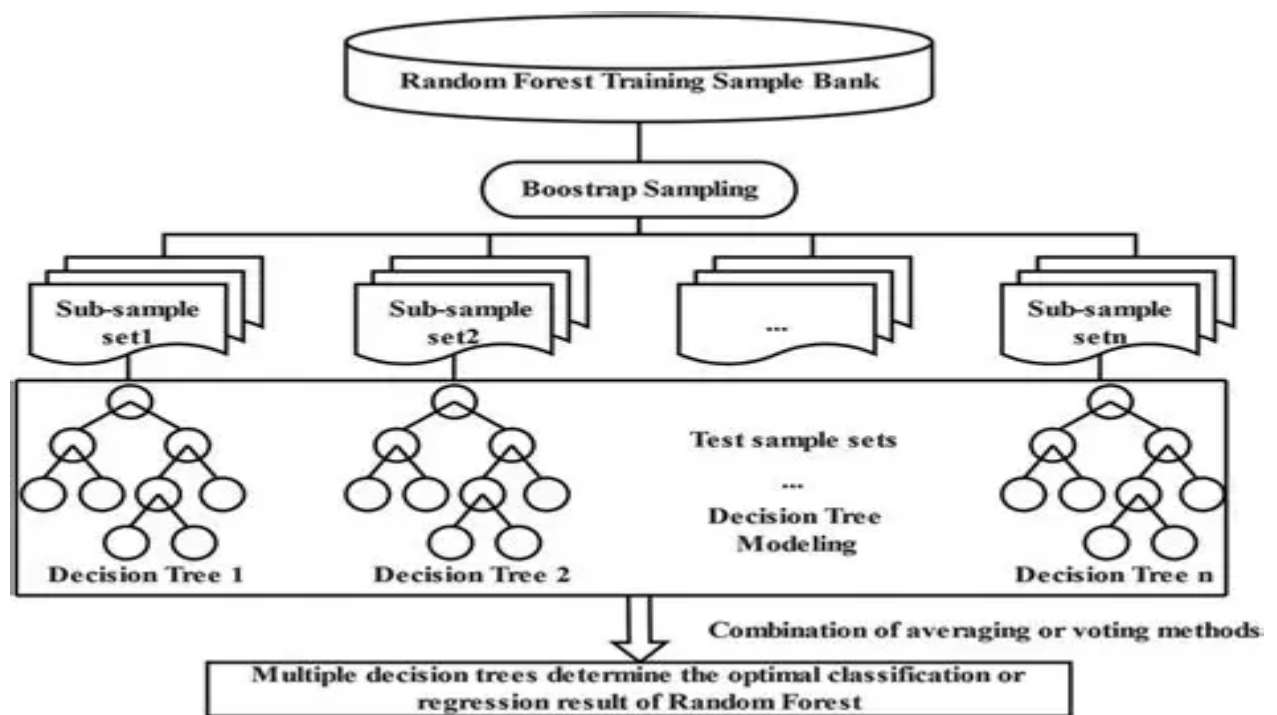 Random Forest Training Sample Bank
Boostrap Sampling
Sub-sample
set1
Sub-sample
set2
...
Sub-sample
setn
Test sample sets
...
Decision Tree
Modeling
Decision Tree 1
Decision Tree 2
Decision Tree n
Combination of averaging or voting methods
Multiple decision trees determine the optimal classification or
regression result of Random Forest